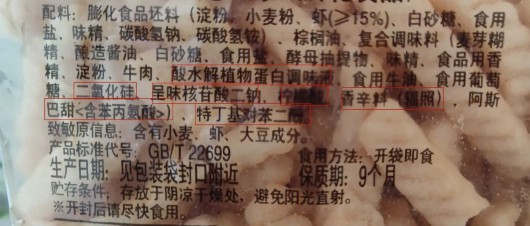 配料：膨化食品坯料（淀粉、小麦粉、虾（≥15%）、白砂糖、食用
盐、味精、碳酸氢钠、碳酸氢铵）、棕榈油、复合调味料（麦芽糊
精、酿造酱油、白砂糖、食用盐、酵母抽提物、味精、食品用香
精、淀粉、牛肉、酸水解植物蛋白调味液、食用牛油、食用葡萄
糖、二氧化硅、呈味核苷酸二钠、柠檬酸、香辛料（辐照）、阿斯
巴甜<含苯丙氨酸>）、特丁基对苯二酚
致敏原信息：含有小麦、虾、大豆成分。
产品标准代号：GB/T 22699 食用方法：开袋即食
生产日期：见包装袋封口附近 保质期：9个月
贮存条件：存放于阴凉干燥处，避免阳光直射。
※开封后请尽快食用。